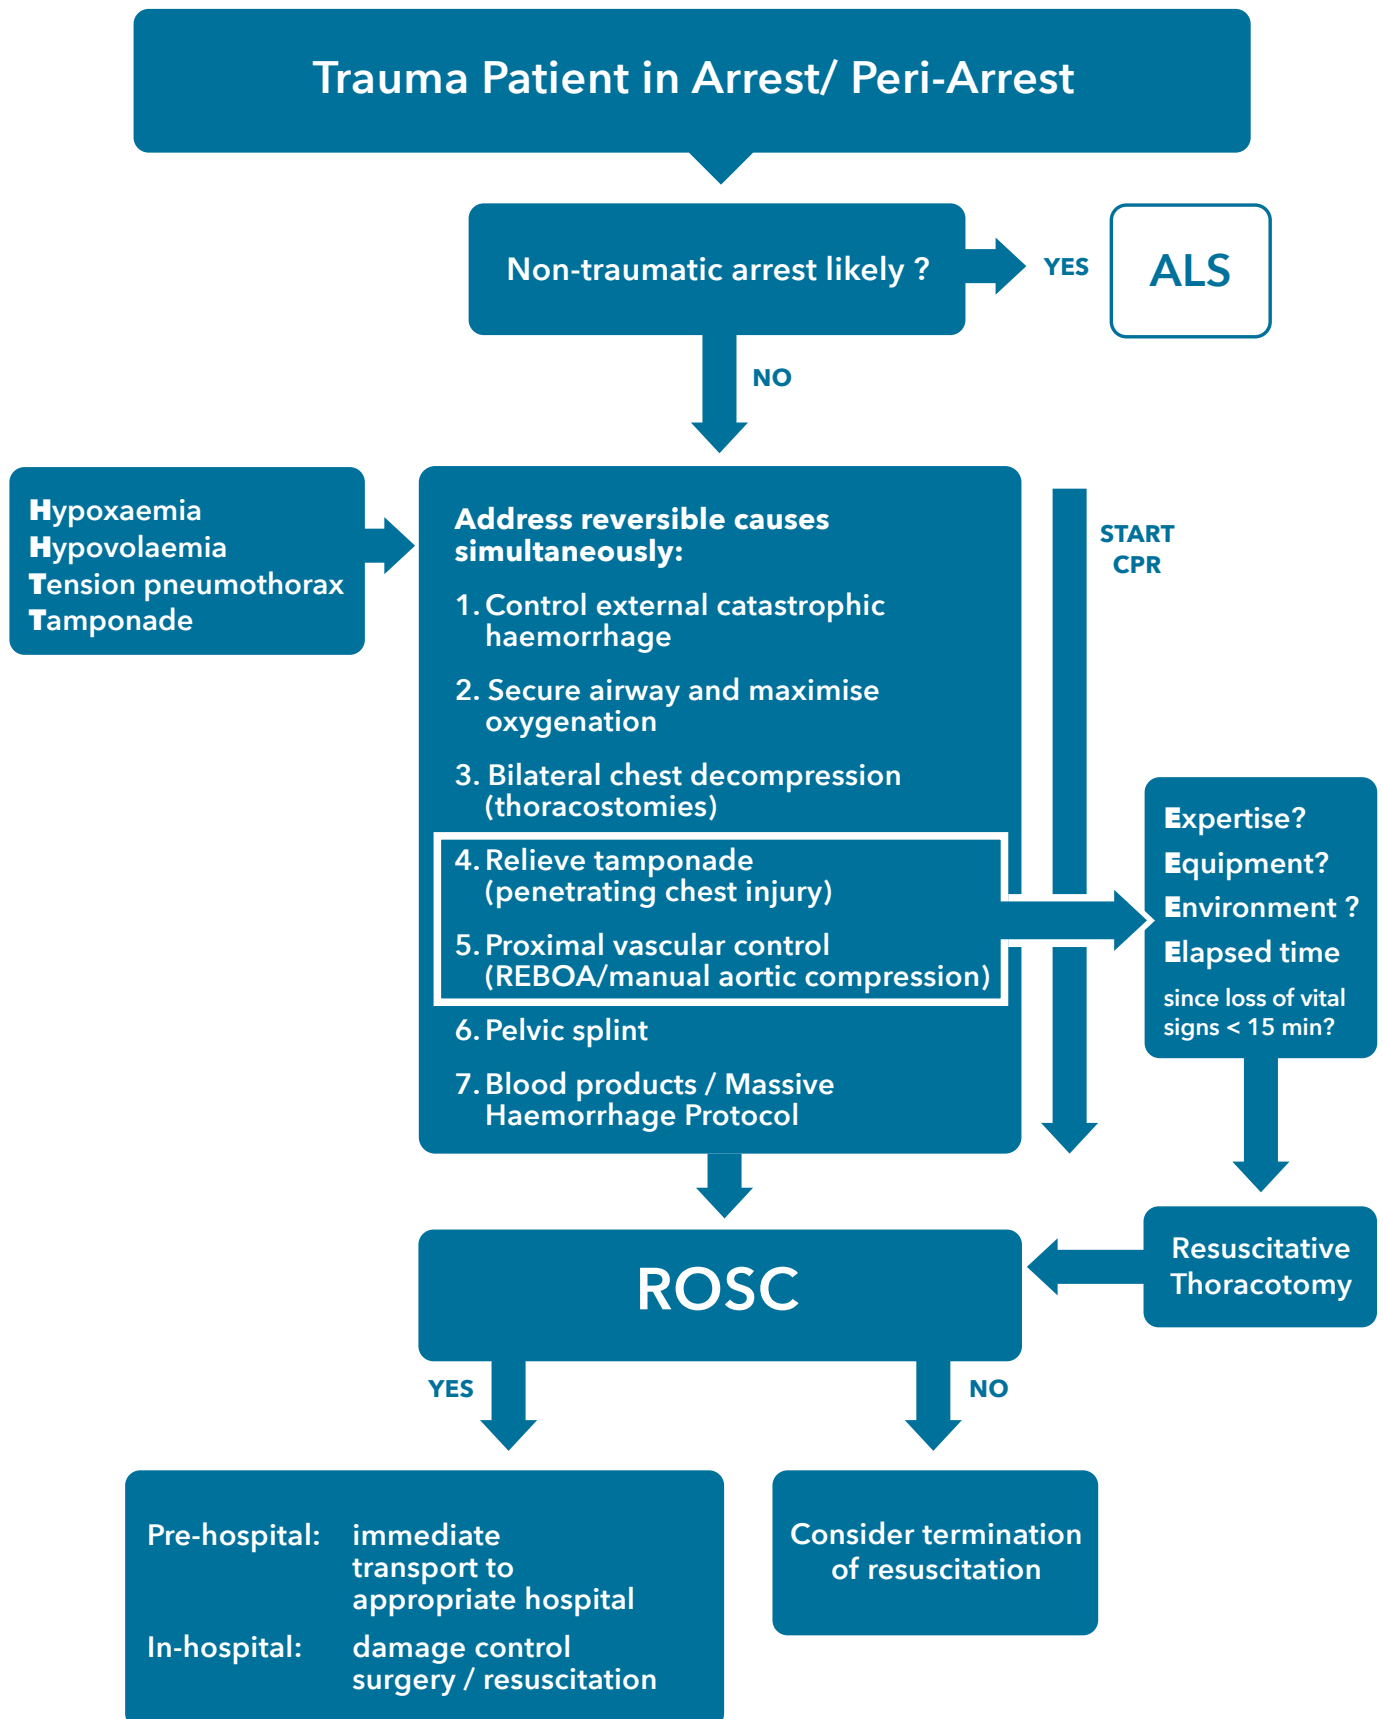 Trauma Patient in Arrest/ Peri-Arrest
Non-traumatic arrest likely ?
YES
ALS
NO
Hypoxaemia
Hypovolaemia
Tension pneumothorax
Tamponade
Address reversible causes
simultaneously:
1. Control external catastrophic
haemorrhage
2. Secure airway and maximise
oxygenation
3. Bilateral chest decompression
(thoracostomies)
4. Relieve tamponade
(penetrating chest injury)
5. Proximal vascular control
(REBOA/manual aortic compression)
6. Pelvic splint
7. Blood products / Massive
Haemorrhage Protocol
START
CPR
Expertise?
Equipment?
Environment ?
Elapsed time
since loss of vital
signs < 15 min?
Resuscitative
Thoracotomy
ROSC
YES
NO
Pre-hospital: immediate
transport to
appropriate hospital
In-hospital: damage control
surgery / resuscitation
Consider termination
of resuscitation